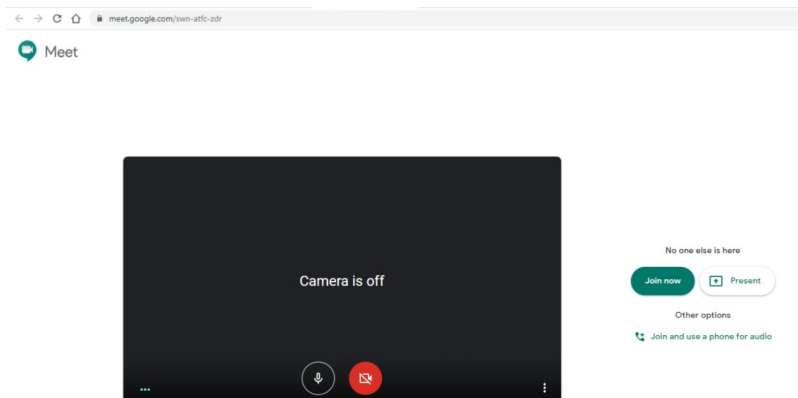 meet.google.com/swn-atfc-zdr
Meet
Camera is off
No one else is here
Join now
Present
Other options
Join and use a phone for audio